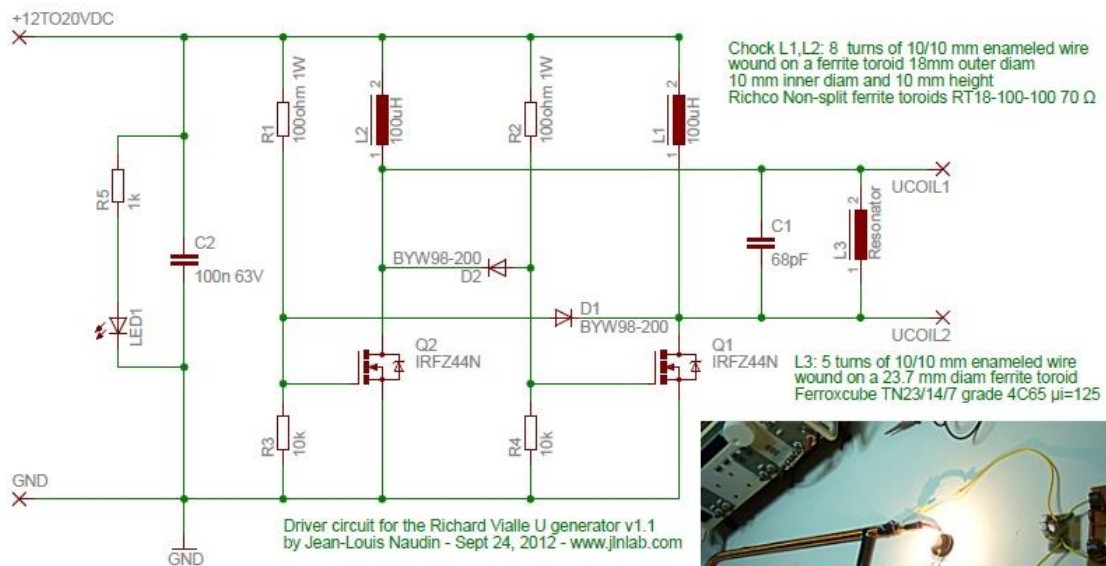 +12TO20VDC
Chock L1,L2: 8 turns of 10/10 mm enameled wire
wound on a ferrite toroid 18mm outer diam
10 mm inner diam and 10 mm height
Richco Non-split ferrite toroids RT18-100-100 70 Ω
R1
100ohm 1W
L2
100uH
2
1
R2
100ohm 1W
L1
100uH
2
1
UCOIL1
R5
1k
C2
100n 63V
BYW98-200
D2
C1
68pF
L3
Resonator
2
1
LED1
D1
BYW98-200
UCOIL2
Q2
IRFZ44N
Q1
IRFZ44N
L3: 5 turns of 10/10 mm enameled wire
wound on a 23.7 mm diam ferrite toroid
Ferroxcube TN23/14/7 grade 4C65 µi=125
R3
10k
R4
10k
GND
GND
Driver circuit for the Richard Vialle U generator v1.1
by Jean-Louis Naudin - Sept 24, 2012 - www.jlnlab.com